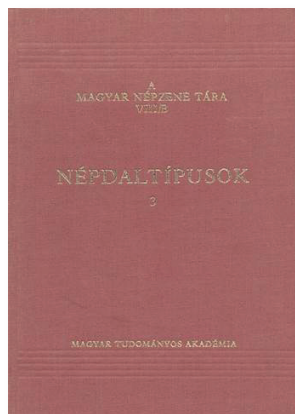 A
MAGYAR NÉPZENE TÁRA
VIII/B
NÉPDALTÍPUSOK
3
MAGYAR TUDOMÁNYOS AKADÉMIA